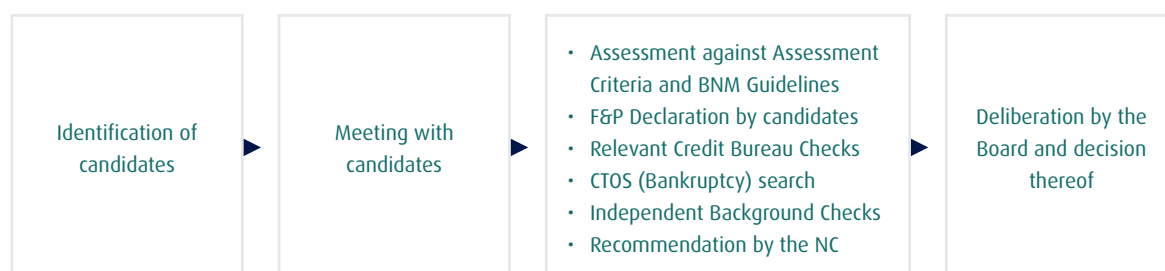 Identification of
candidates
Meeting with
candidates
• Assessment against Assessment
Criteria and BNM Guidelines
• F&P Declaration by candidates
• Relevant Credit Bureau Checks
• CTOS (Bankruptcy) search
• Independent Background Checks
• Recommendation by the NC
Deliberation by the
Board and decision
thereof